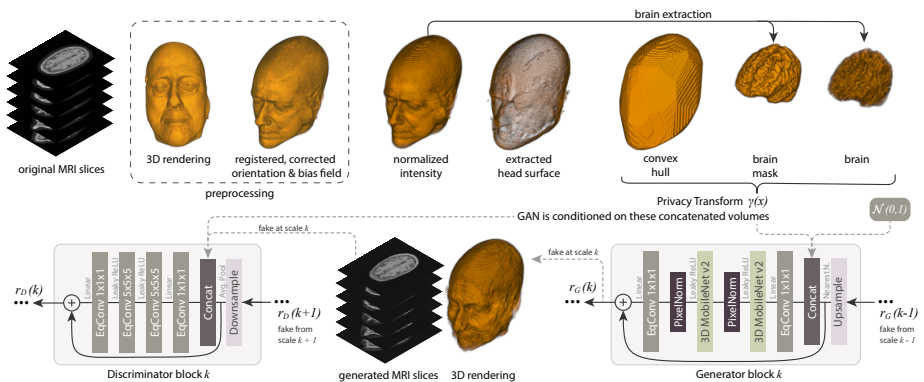 brain extraction
original MRI slices
3D rendering
registered, corrected
orientation & bias field
preprocessing
normalized
intensity
extracted
head surface
convex
hull
brain
mask
brain
Privacy Transform γ(x)
GAN is conditioned on these concatenated volumes
𝒩(0,1)
fake at scale k
fake at scale k
r_D(k)
Linear
EqConv 1x1x1
Leaky ReLU
EqConv 5x5x5
Leaky ReLU
EqConv 5x5x5
Linear
EqConv 1x1x1
Concat
Avg. Pool
Downsample
r_D(k+1)
fake from
scale k + 1
Discriminator block k
generated MRI slices
3D rendering
r_G(k)
Linear
EqConv 1x1x1
PixelNorm
Leaky ReLU
3D MobileNet v2
PixelNorm
Leaky ReLU
3D MobileNet v2
Linear
EqConv 1x1x1
Concat
Nearest N.
Upsample
r_G(k-1)
fake from
scale k - 1
Generator block k